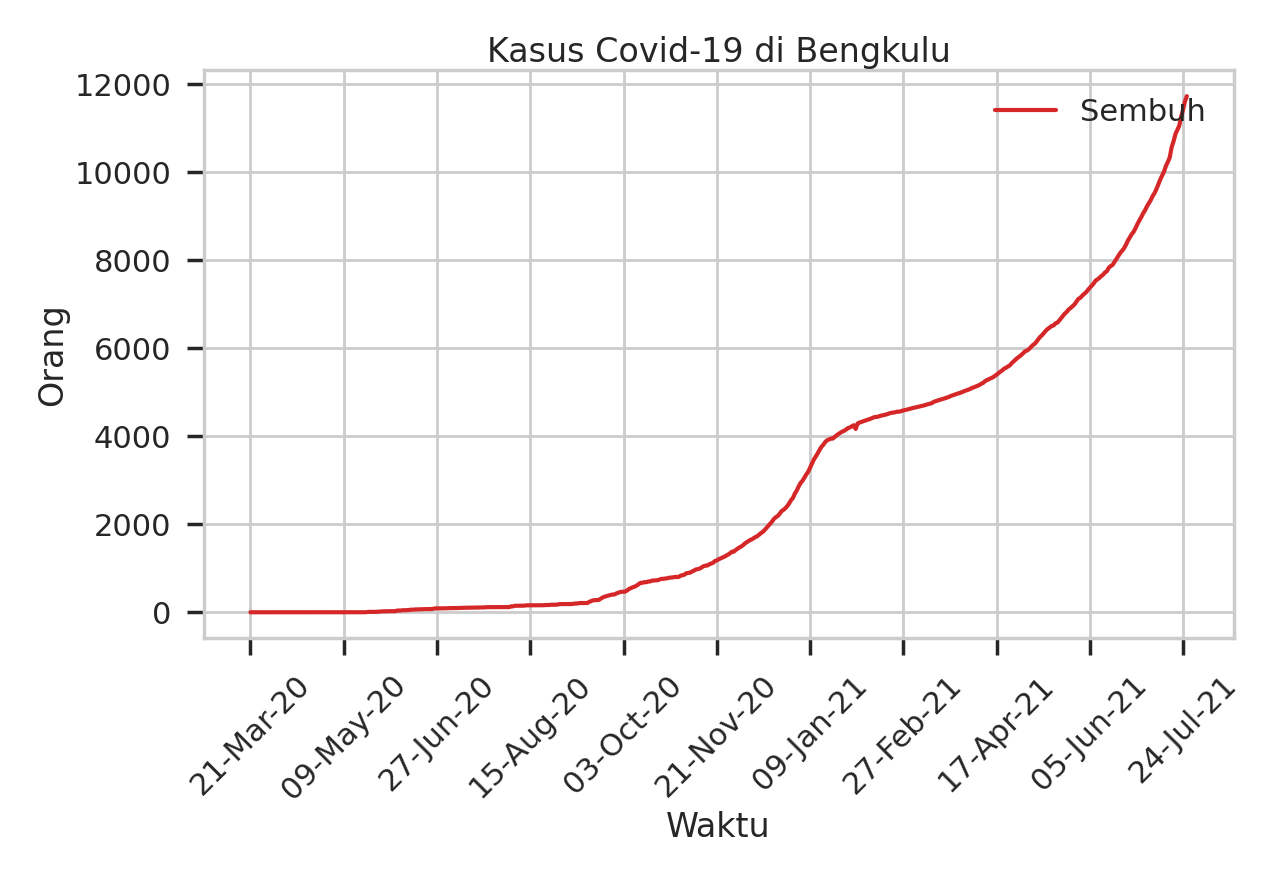 Kasus Covid-19 di Bengkulu
12000
10000
8000
6000
4000
2000
0
Orang
Sembuh
21-Mar-20
09-May-20
27-Jun-20
15-Aug-20
03-Oct-20
21-Nov-20
09-Jan-21
27-Feb-21
17-Apr-21
05-Jun-21
24-Jul-21
Waktu